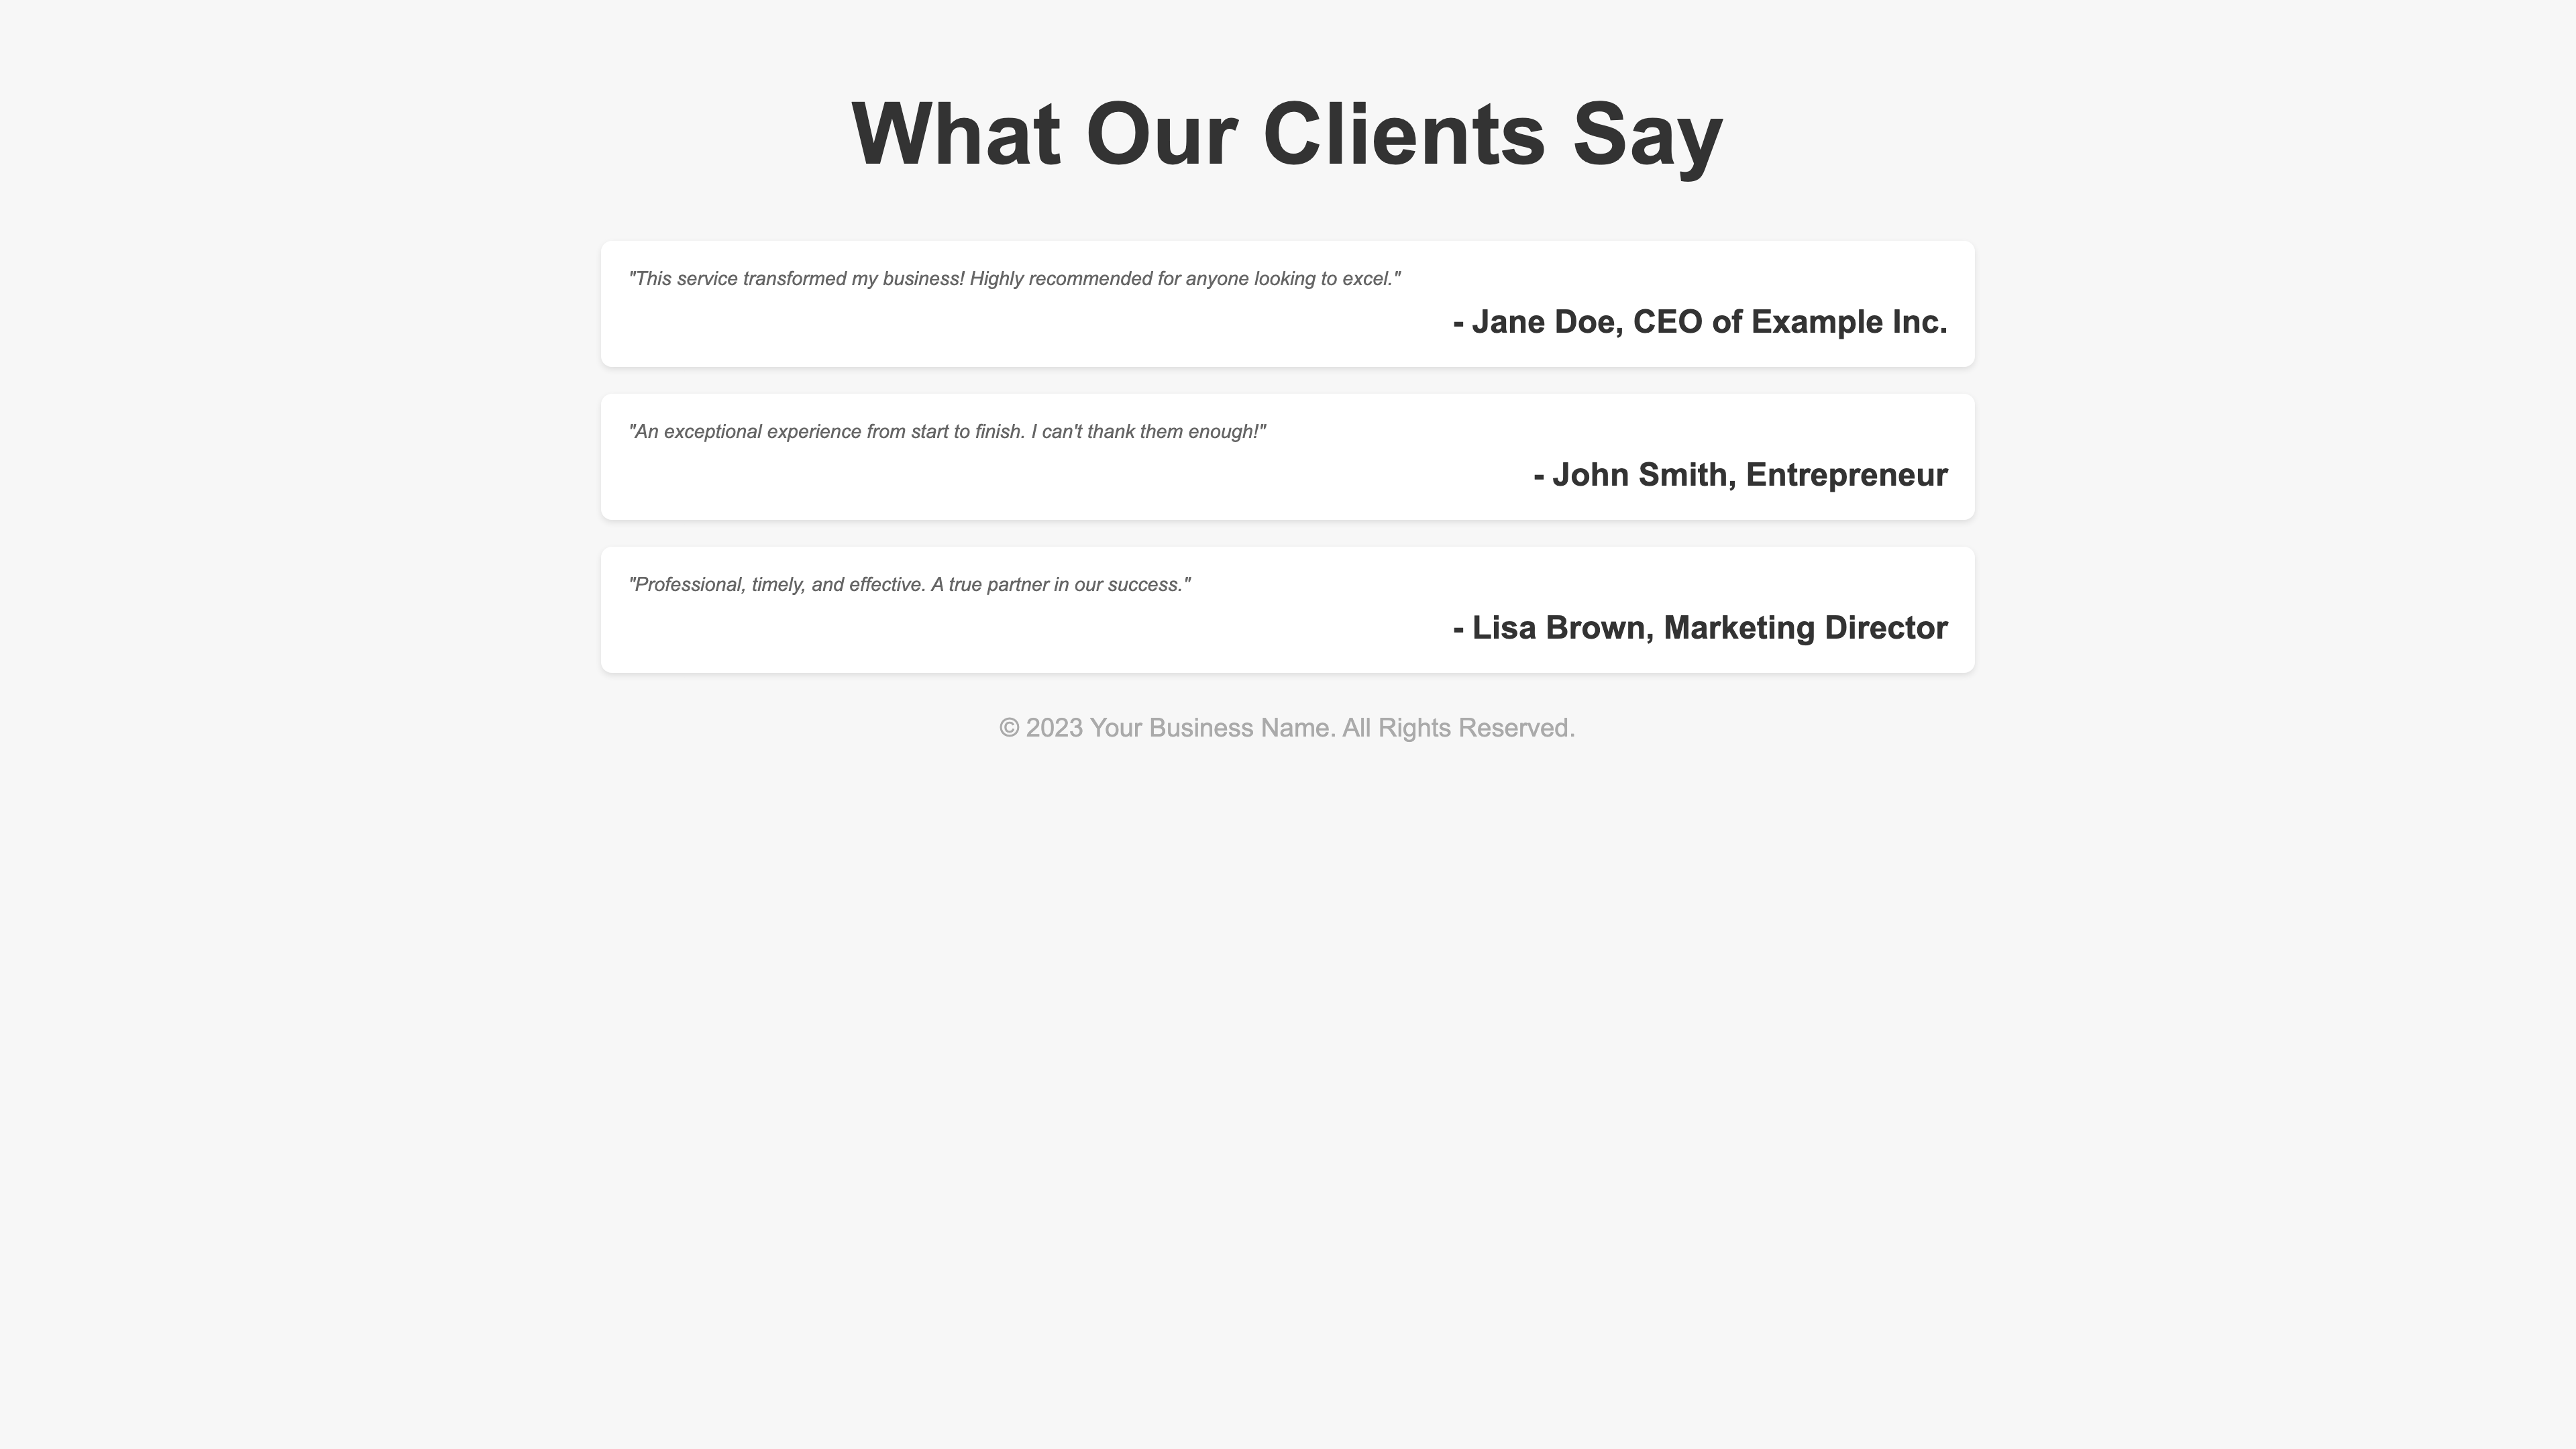 What Our Clients Say
"This service transformed my business! Highly recommended for anyone looking to excel."
- Jane Doe, CEO of Example Inc.
"An exceptional experience from start to finish. I can't thank them enough!"
- John Smith, Entrepreneur
"Professional, timely, and effective. A true partner in our success."
- Lisa Brown, Marketing Director
© 2023 Your Business Name. All Rights Reserved.